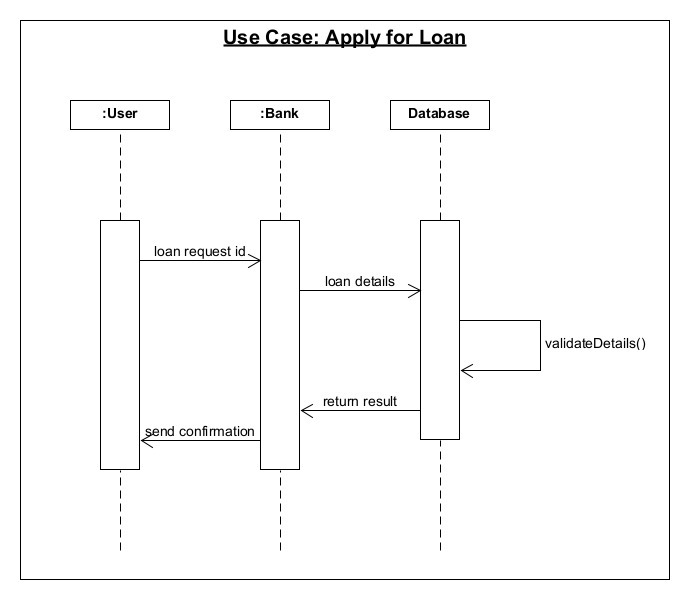 Use Case: Apply for Loan
:User
:Bank
Database
loan request id
loan details
validateDetails()
return result
send confirmation